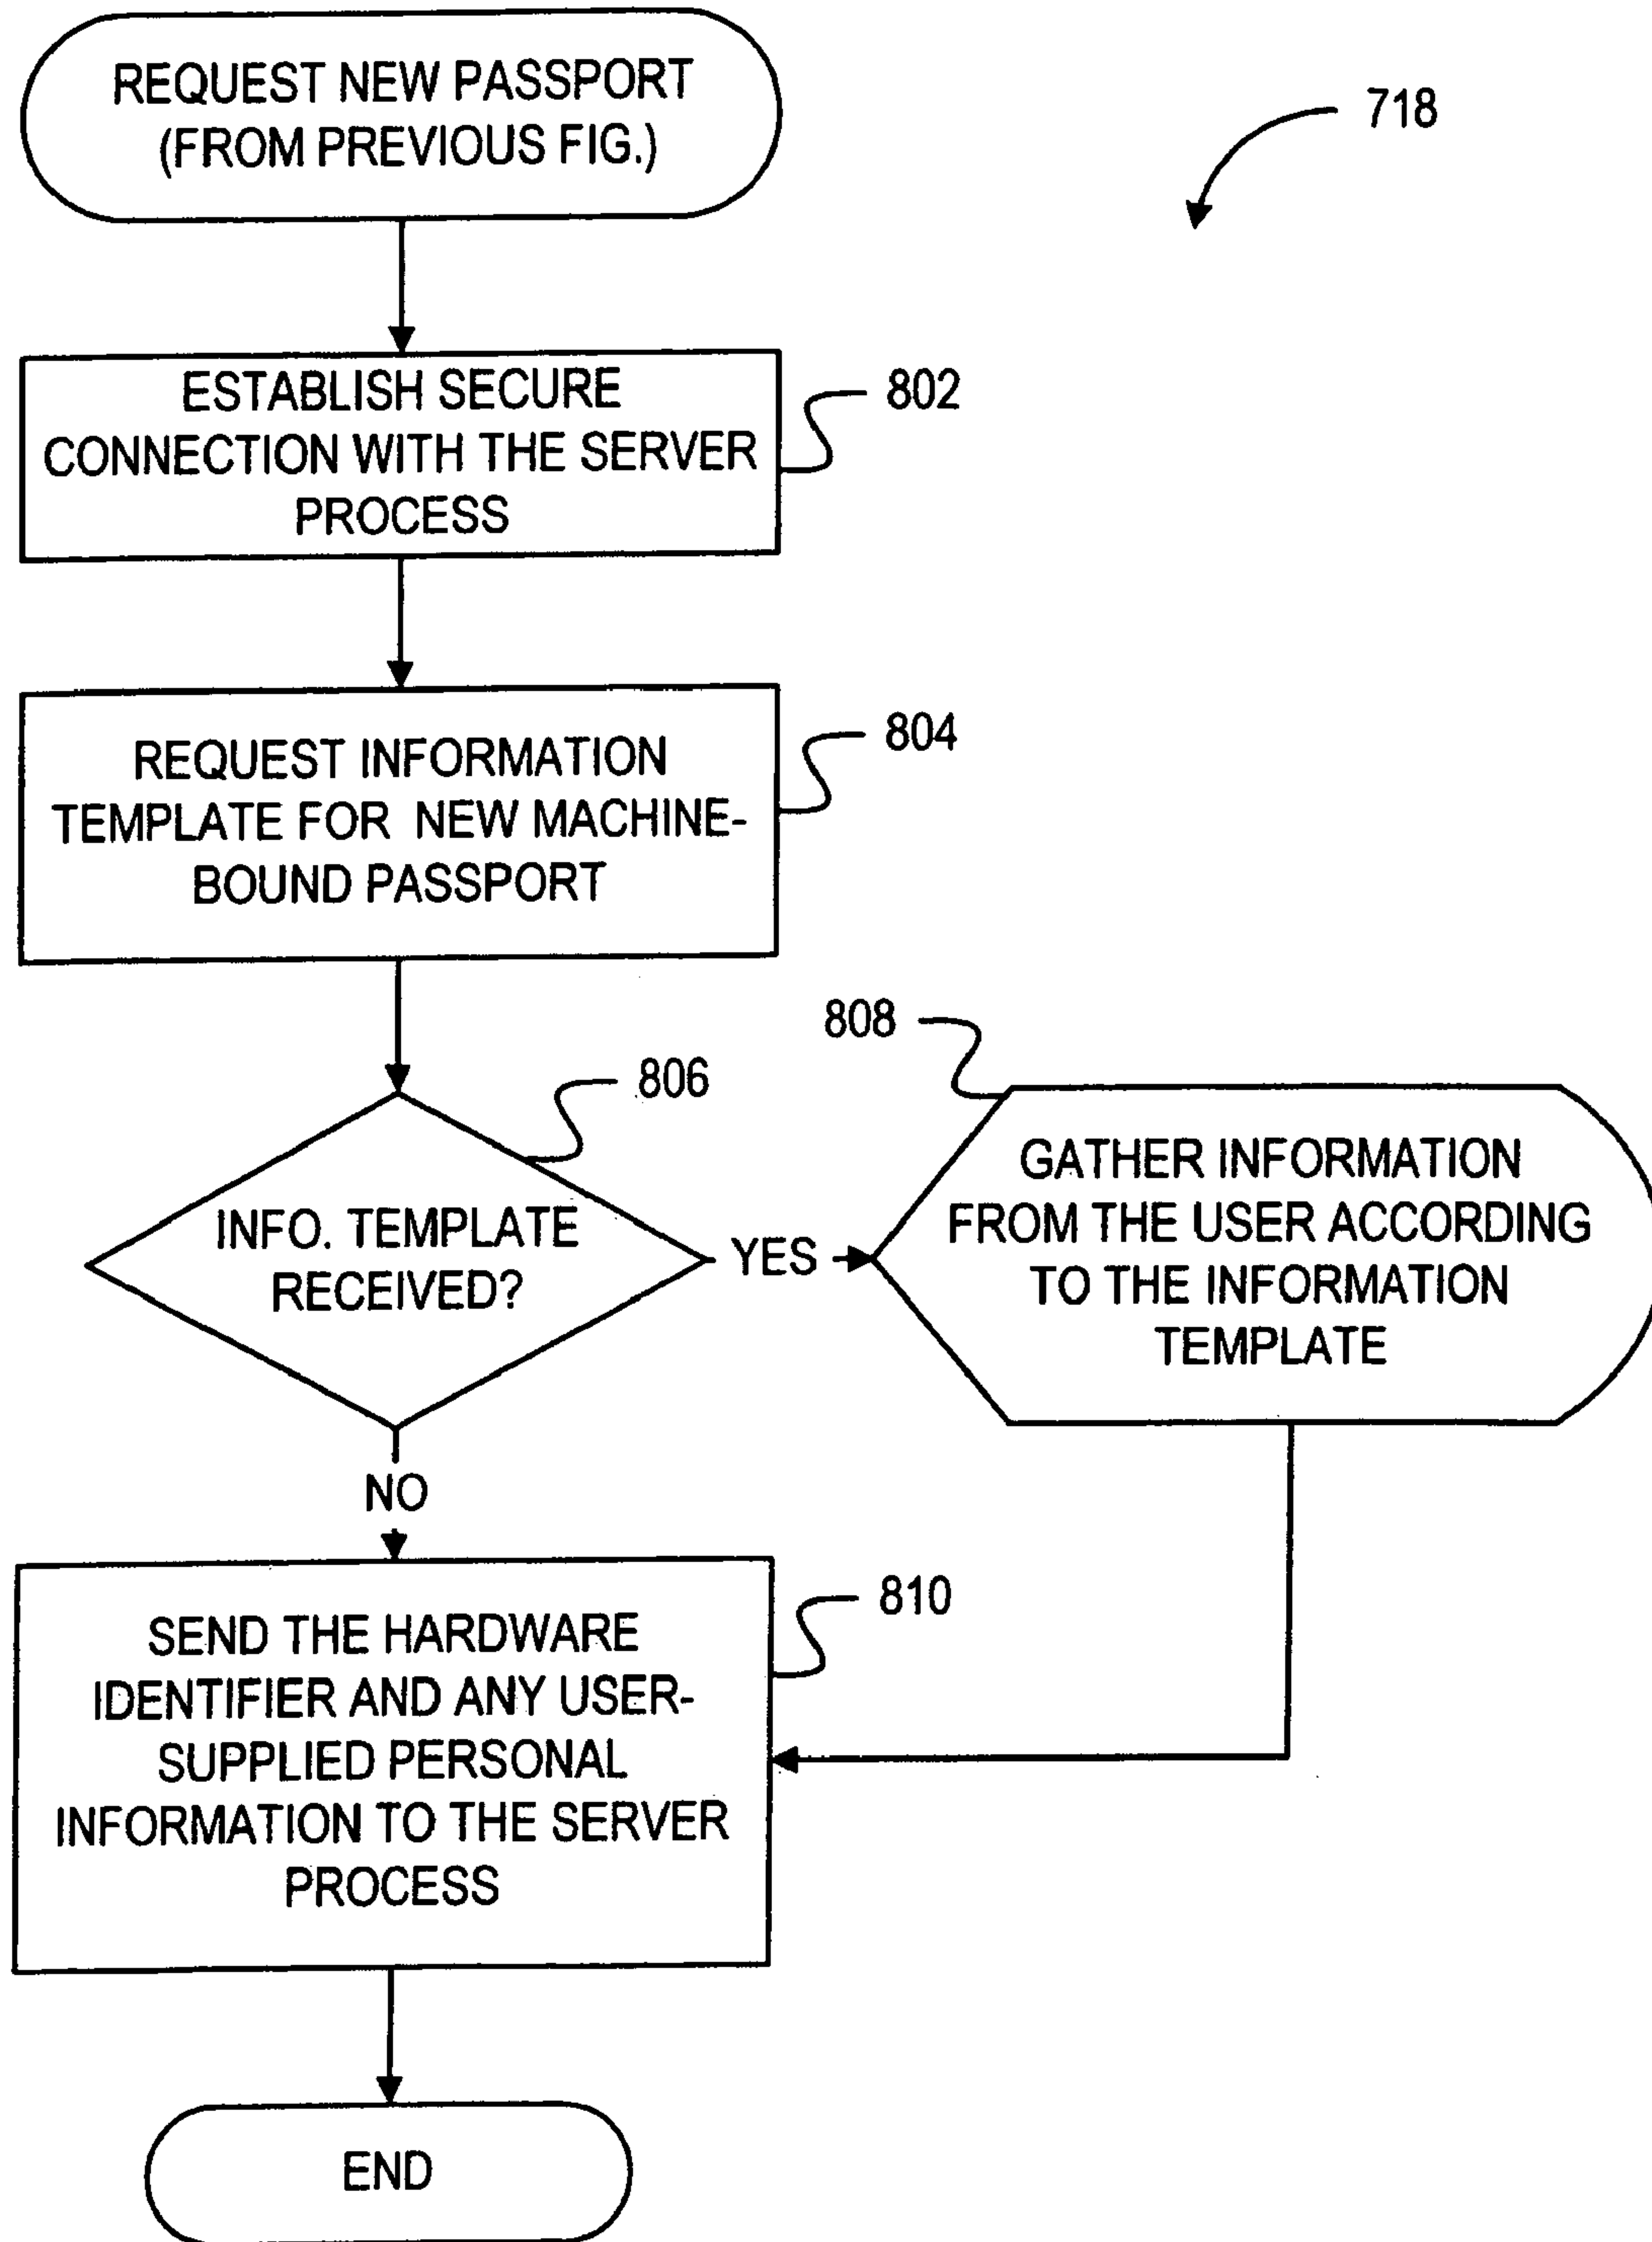 REQUEST NEW PASSPORT
(FROM PREVIOUS FIG.)
718
ESTABLISH SECURE
CONNECTION WITH THE SERVER
PROCESS
802
REQUEST INFORMATION
TEMPLATE FOR NEW MACHINE-
BOUND PASSPORT
804
806
INFO. TEMPLATE
RECEIVED?
YES
808
GATHER INFORMATION
FROM THE USER ACCORDING
TO THE INFORMATION
TEMPLATE
NO
SEND THE HARDWARE
IDENTIFIER AND ANY USER-
SUPPLIED PERSONAL
INFORMATION TO THE SERVER
PROCESS
810
END